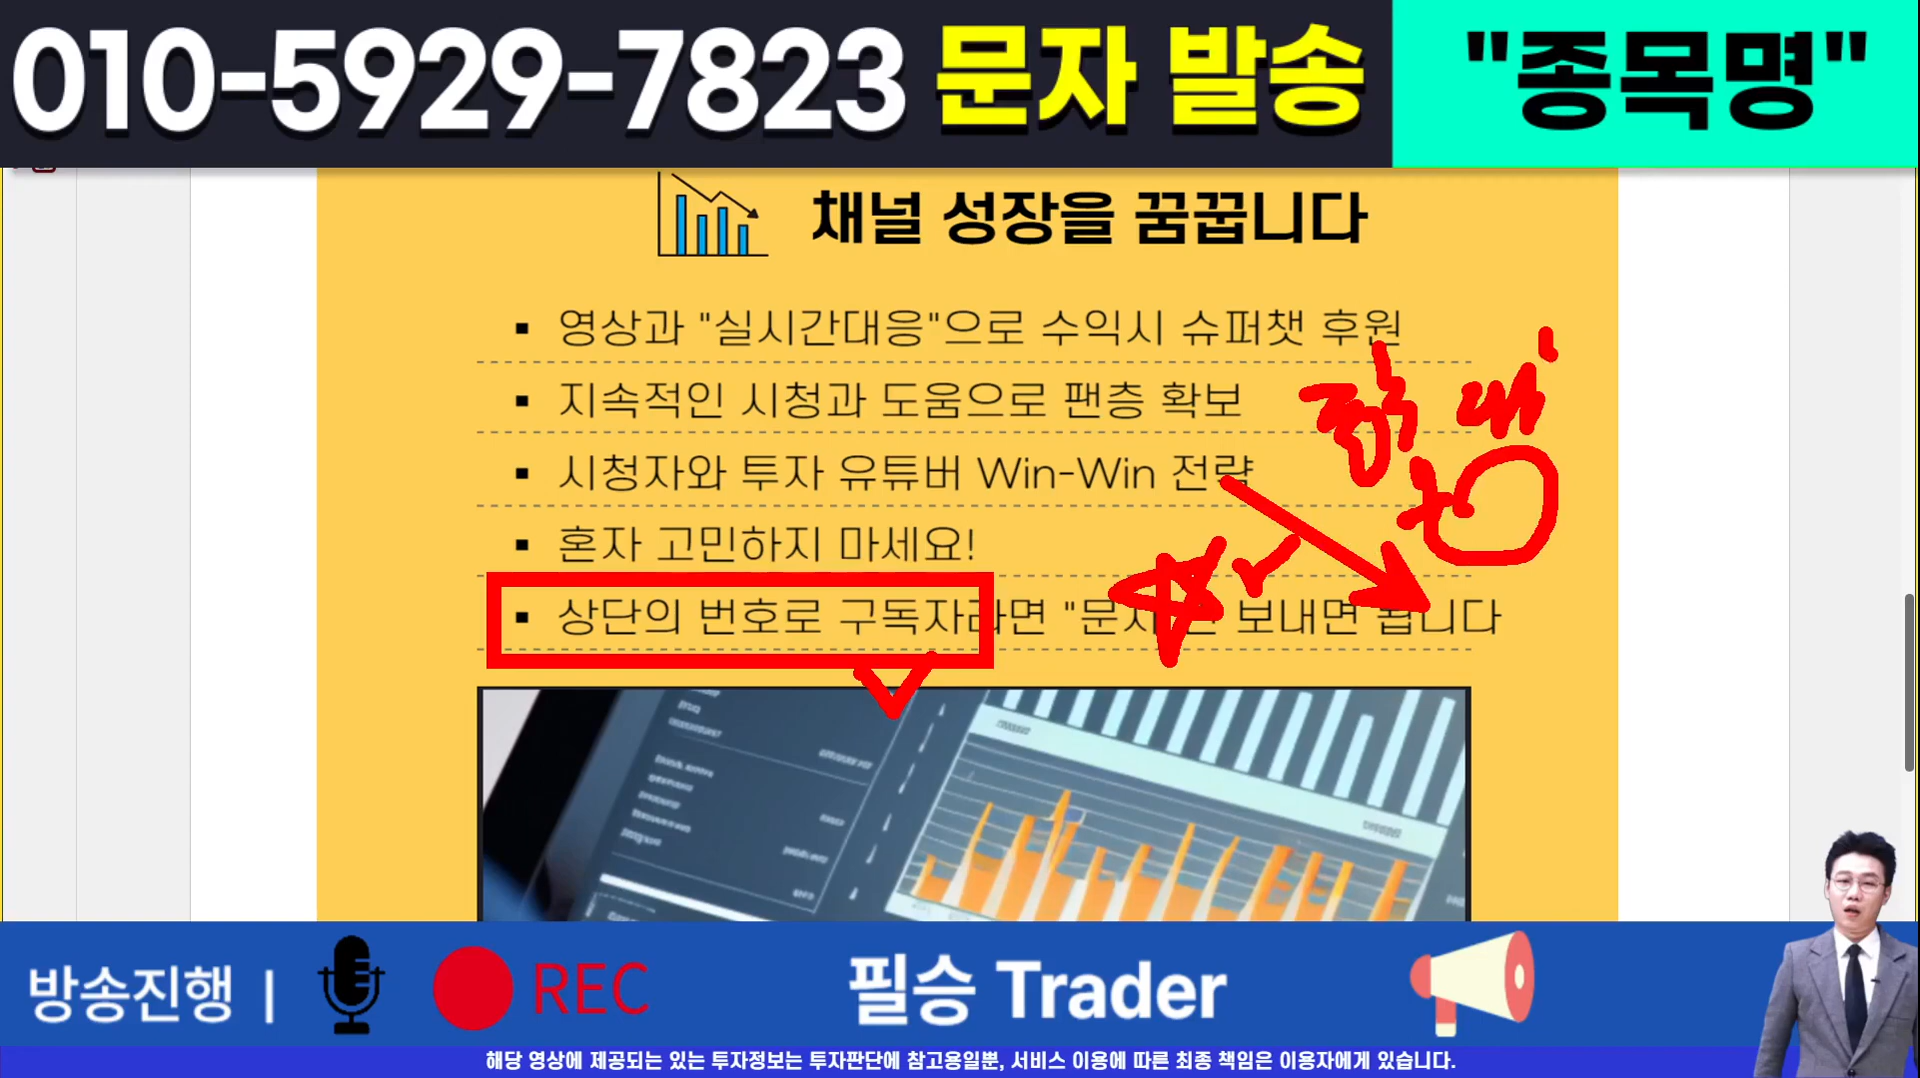 010-5929-7823 문자 발송 "종목명"
채널 성장을 꿈꿉니다
▪ 영상과 "실시간대응"으로 수익시 슈퍼챗 후원
▪ 지속적인 시청과 도움으로 팬층 확보
▪ 시청자와 투자 유튜버 Win-Win 전략
▪ 혼자 고민하지 마세요!
▪ 상단의 번호로 구독자라면 "문자 보내면 됩니다
방송진행 | REC 필승 Trader
해당 영상에 제공되는 있는 투자정보는 투자판단에 참고용일뿐, 서비스 이용에 따른 최종 책임은 이용자에게 있습니다.